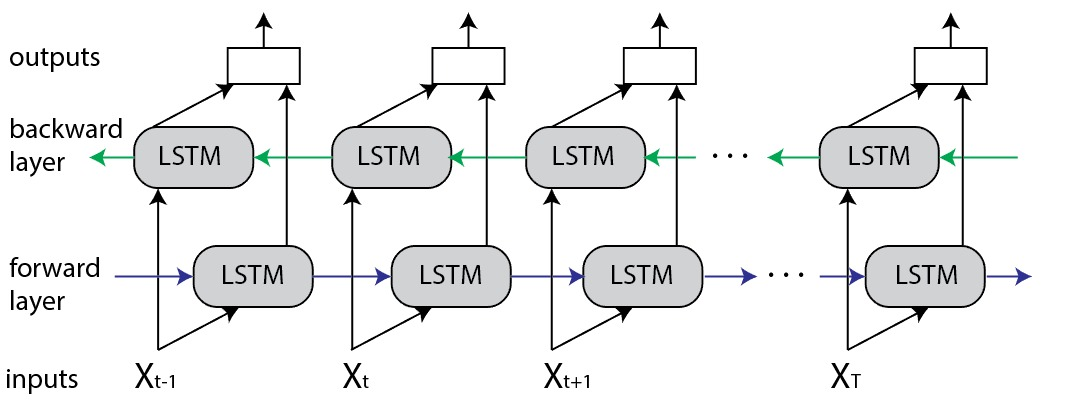 outputs
backward
layer
LSTM LSTM LSTM ... LSTM
forward
layer
LSTM LSTM LSTM ... LSTM
inputs Xt-1 Xt Xt+1 XT